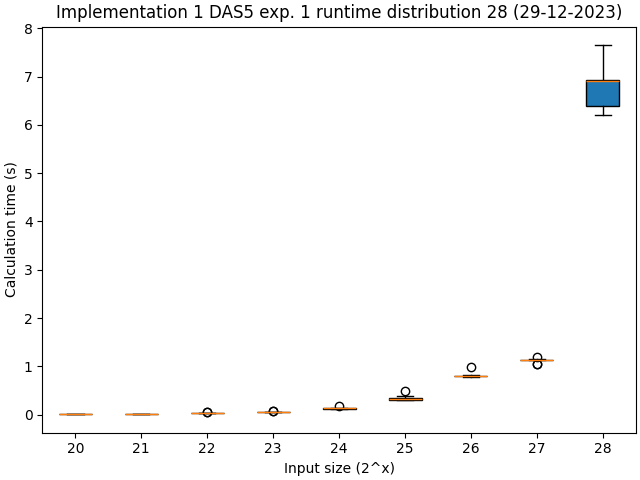 Implementation 1 DAS5 exp. 1 runtime distribution 28 (29-12-2023)
8
7
6
5
4
3
2
1
0
Calculation time (s)
20 21 22 23 24 25 26 27 28
Input size (2^x)